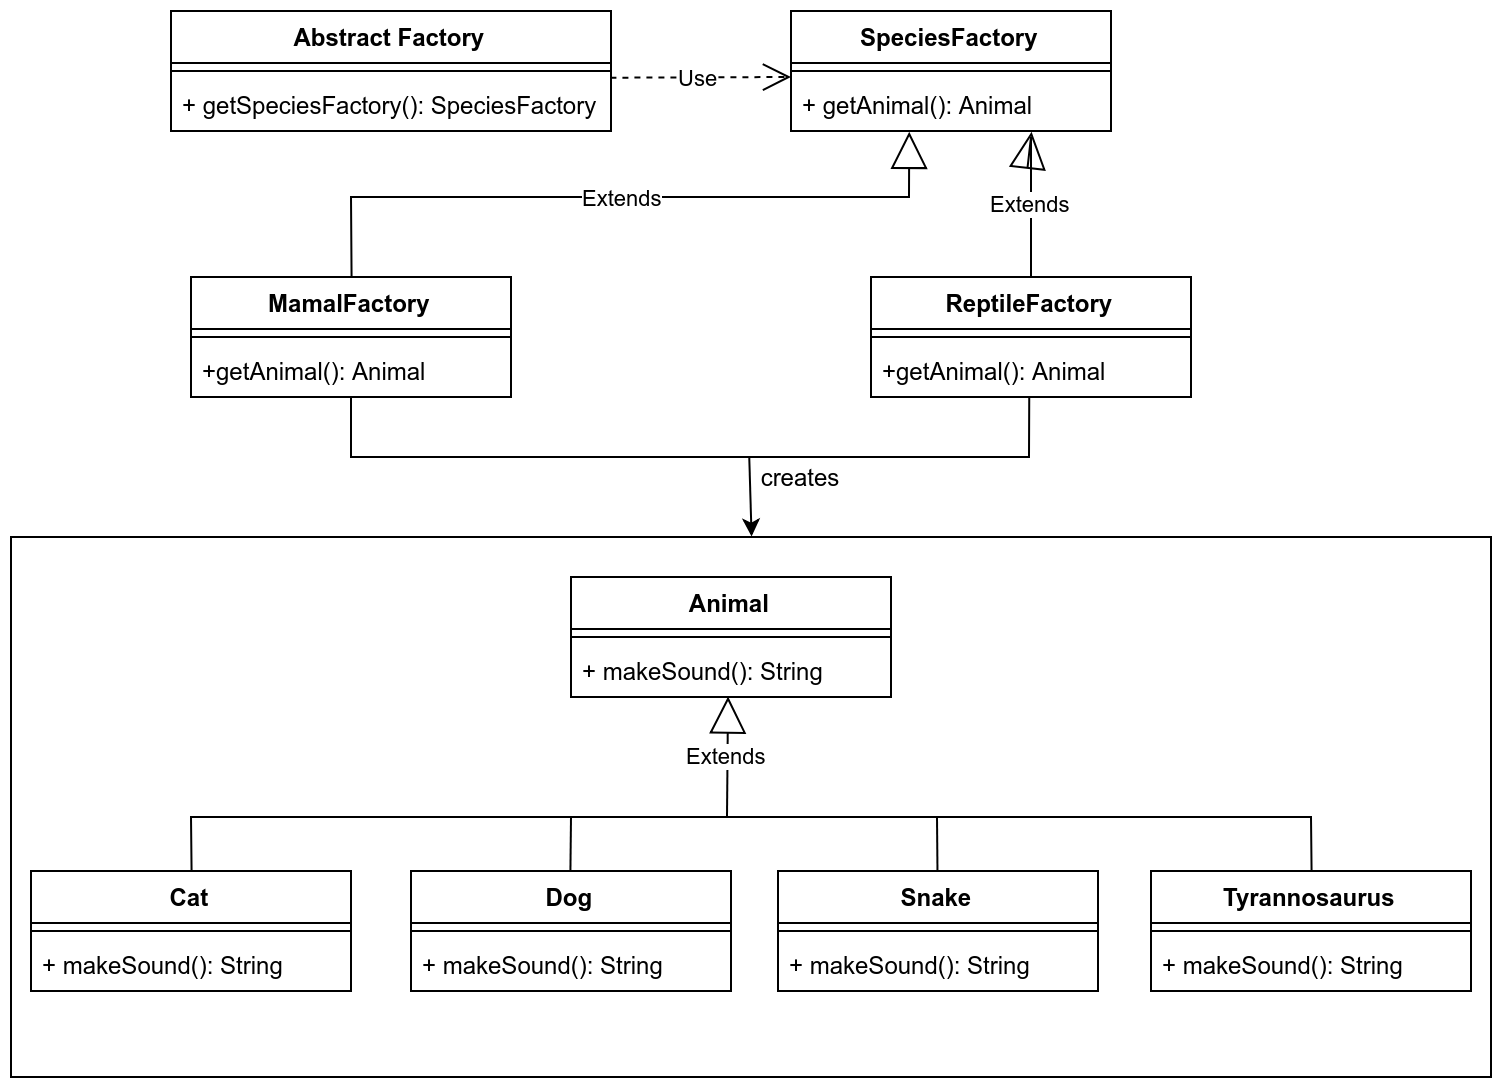 Abstract Factory
+ getSpeciesFactory(): SpeciesFactory
Use
SpeciesFactory
+ getAnimal(): Animal
Extends
Extends
MamalFactory
+getAnimal(): Animal
ReptileFactory
+getAnimal(): Animal
creates
Animal
+ makeSound(): String
Extends
Cat
+ makeSound(): String
Dog
+ makeSound(): String
Snake
+ makeSound(): String
Tyrannosaurus
+ makeSound(): String